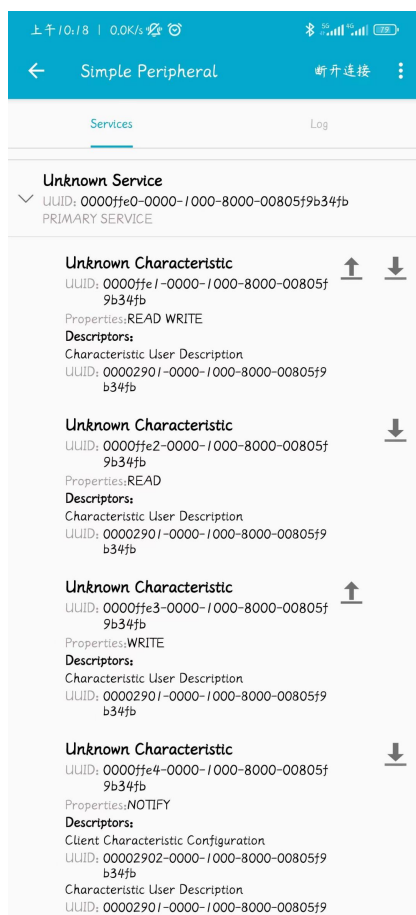 上午10:18 | 0.0K/s
5G 4G 79
Simple Peripheral 断开连接
Services Log
Unknown Service
UUID: 0000ffe0-0000-1000-8000-00805f9b34fb
PRIMARY SERVICE
Unknown Characteristic
UUID: 0000ffe1-0000-1000-8000-00805f
9b34fb
Properties:READ WRITE
Descriptors:
Characteristic User Description
UUID: 00002901-0000-1000-8000-00805f9
b34fb
Unknown Characteristic
UUID: 0000ffe2-0000-1000-8000-00805f
9b34fb
Properties:READ
Descriptors:
Characteristic User Description
UUID: 00002901-0000-1000-8000-00805f9
b34fb
Unknown Characteristic
UUID: 0000ffe3-0000-1000-8000-00805f
9b34fb
Properties:WRITE
Descriptors:
Characteristic User Description
UUID: 00002901-0000-1000-8000-00805f9
b34fb
Unknown Characteristic
UUID: 0000ffe4-0000-1000-8000-00805f
9b34fb
Properties:NOTIFY
Descriptors:
Client Characteristic Configuration
UUID: 00002902-0000-1000-8000-00805f9
b34fb
Characteristic User Description
UUID: 00002901-0000-1000-8000-00805f9